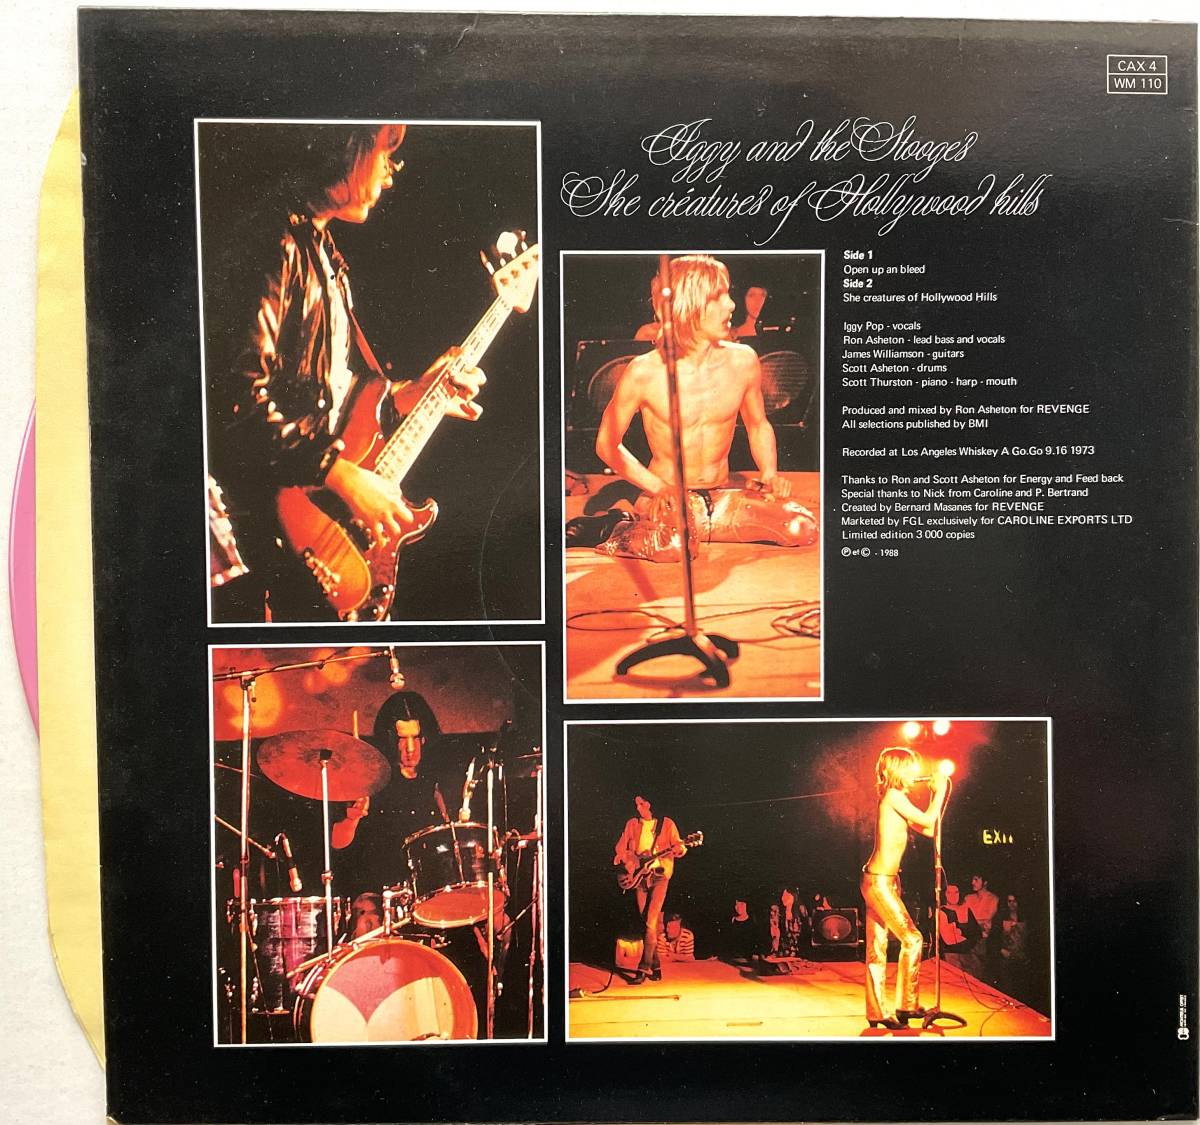 CAX 4
WM 110
Iggy and the Stooges
She créatures of Hollywood hills
Side 1
Open up an bleed
Side 2
She creatures of Hollywood Hills
Iggy Pop - vocals
Ron Asheton - lead bass and vocals
James Williamson - guitars
Scott Asheton - drums
Scott Thurston - piano - harp - mouth
Produced and mixed by Ron Asheton for REVENGE
All selections published by BMI
Recorded at Los Angeles Whiskey A Go.Go 9.16 1973
Thanks to Ron and Scott Asheton for Energy and Feed back
Special thanks to Nick from Caroline and P. Bertrand
Created by Bernard Masanes for REVENGE
Marketed by FGL exclusively for CAROLINE EXPORTS LTD
Limited edition 3 000 copies
℗ et © - 1988